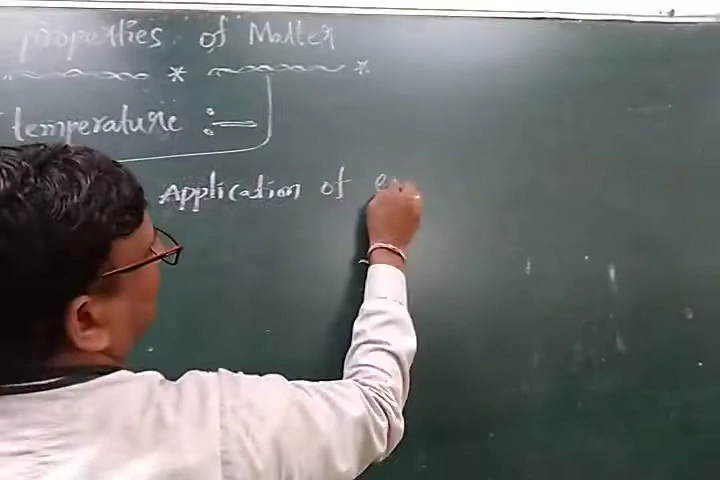 properties of Matter
temperature :-
Application of